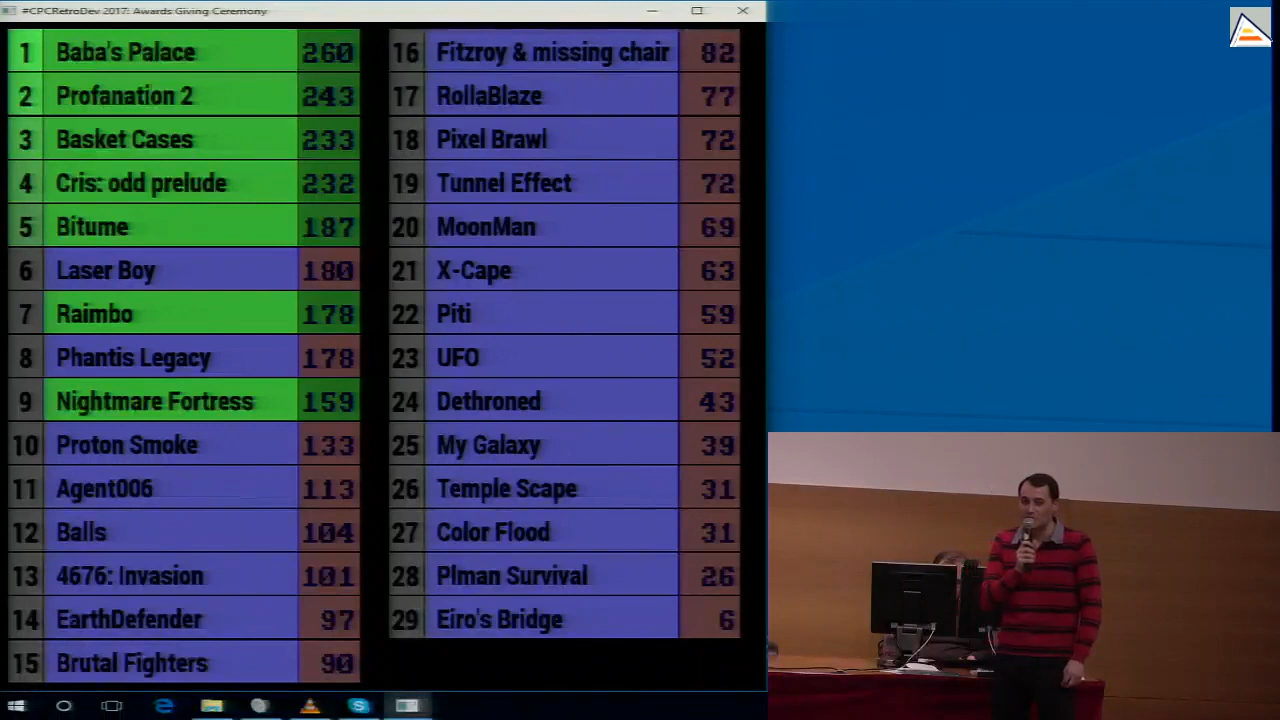 #CPCRetroDev 2017: Awards Giving Ceremony
1 Baba's Palace 260
2 Profanation 2 243
3 Basket Cases 233
4 Cris: odd prelude 232
5 Bitume 187
6 Laser Boy 180
7 Raimbo 178
8 Phantis Legacy 178
9 Nightmare Fortress 159
10 Proton Smoke 133
11 Agent006 113
12 Balls 104
13 4676: Invasion 101
14 EarthDefender 97
15 Brutal Fighters 90
16 Fitzroy & missing chair 82
17 RollaBlaze 77
18 Pixel Brawl 72
19 Tunnel Effect 72
20 MoonMan 69
21 X-Cape 63
22 Piti 59
23 UFO 52
24 Dethroned 43
25 My Galaxy 39
26 Temple Scape 31
27 Color Flood 31
28 Plman Survival 26
29 Eiro's Bridge 6